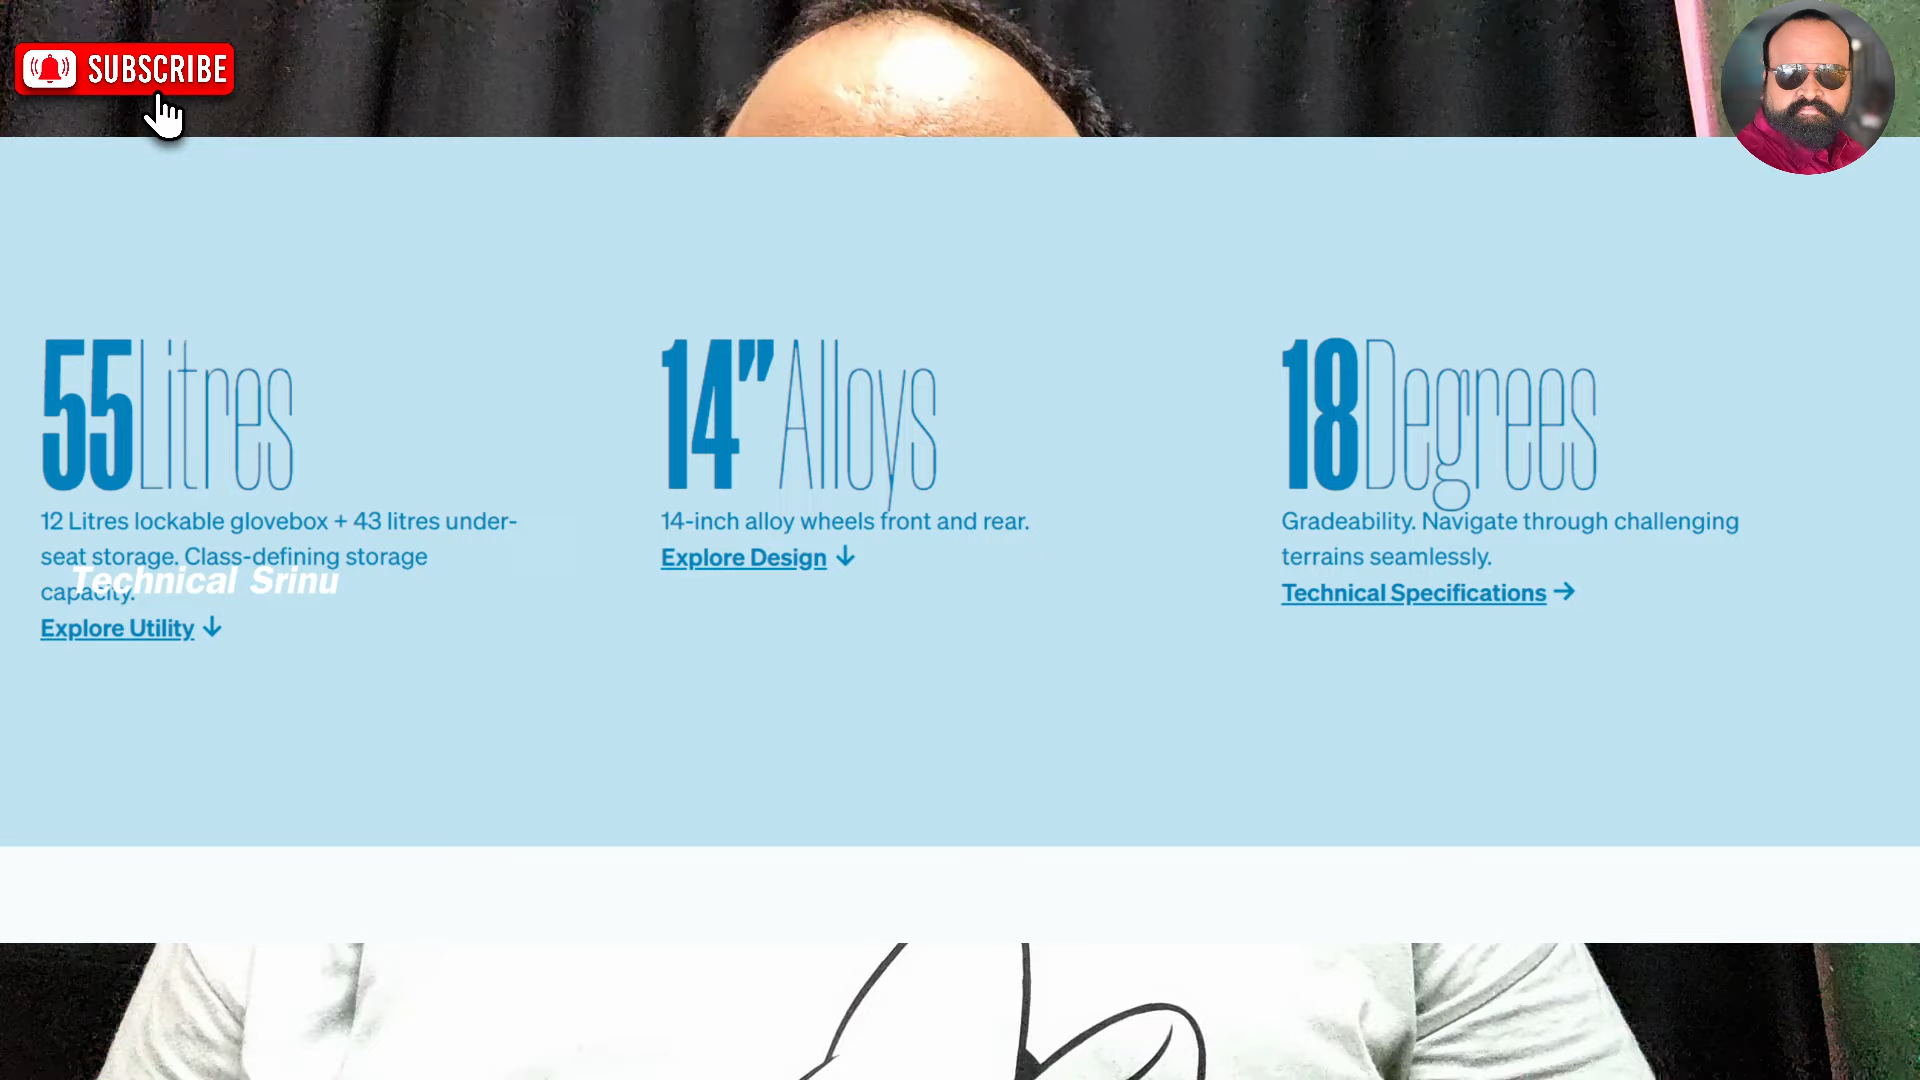 SUBSCRIBE
55 Litres
12 Litres lockable glovebox + 43 litres under-
seat storage. Class-defining storage
capacity.
Technical Srinu
Explore Utility ↓
14" Alloys
14-inch alloy wheels front and rear.
Explore Design ↓
18 Degrees
Gradeability. Navigate through challenging
terrains seamlessly.
Technical Specifications →